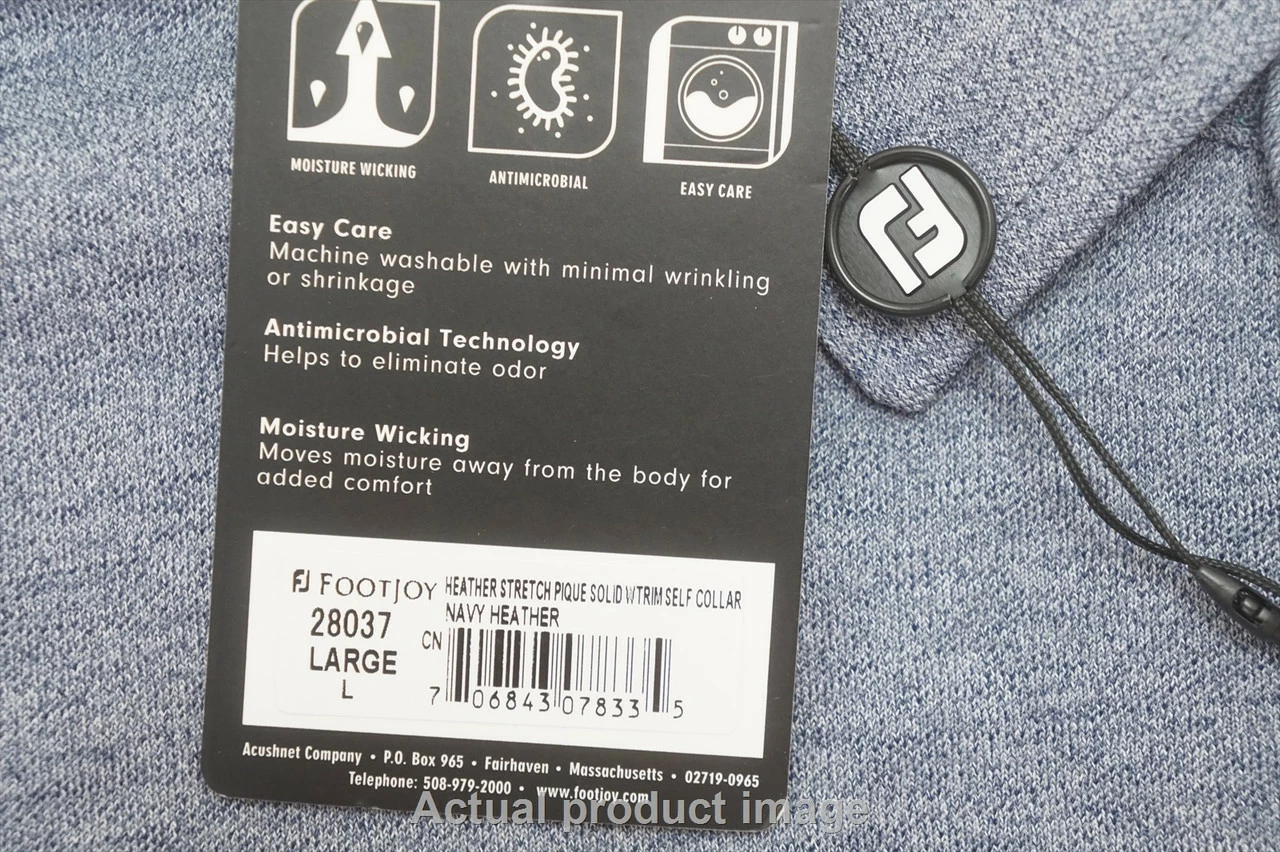 MOISTURE WICKING
ANTIMICROBIAL
EASY CARE
Easy Care
Machine washable with minimal wrinkling
or shrinkage
Antimicrobial Technology
Helps to eliminate odor
Moisture Wicking
Moves moisture away from the body for
added comfort
FJ FOOTJOY
HEATHER STRETCH PIQUE SOLID WTRIM SELF COLLAR
NAVY HEATHER
28037
LARGE
L
CN
7 06843 07833 5
Acushnet Company • P.O. Box 965 • Fairhaven • Massachusetts • 02719-0965
Telephone: 508-979-2000 • www.footjoy.com
Actual product image
FJ